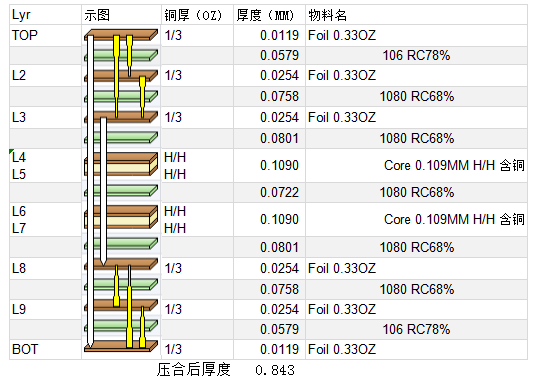 Lyr 示图 铜厚（OZ） 厚度（MM） 物料名
TOP 1/3 0.0119 Foil 0.33OZ
0.0579 106 RC78%
L2 1/3 0.0254 Foil 0.33OZ
0.0758 1080 RC68%
L3 1/3 0.0254 Foil 0.33OZ
0.0801 1080 RC68%
L4 H/H
0.1090 Core 0.109MM H/H 含铜
L5 H/H
0.0722 1080 RC68%
L6 H/H
0.1090 Core 0.109MM H/H 含铜
L7 H/H
0.0801 1080 RC68%
L8 1/3 0.0254 Foil 0.33OZ
0.0758 1080 RC68%
L9 1/3 0.0254 Foil 0.33OZ
0.0579 106 RC78%
BOT 1/3 0.0119 Foil 0.33OZ
压合后厚度 0.843